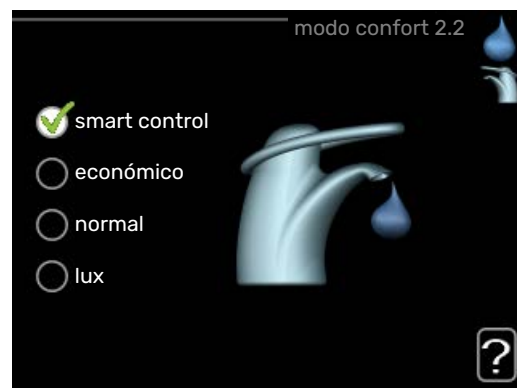 modo confort 2.2
smart control
económico
normal
lux
?